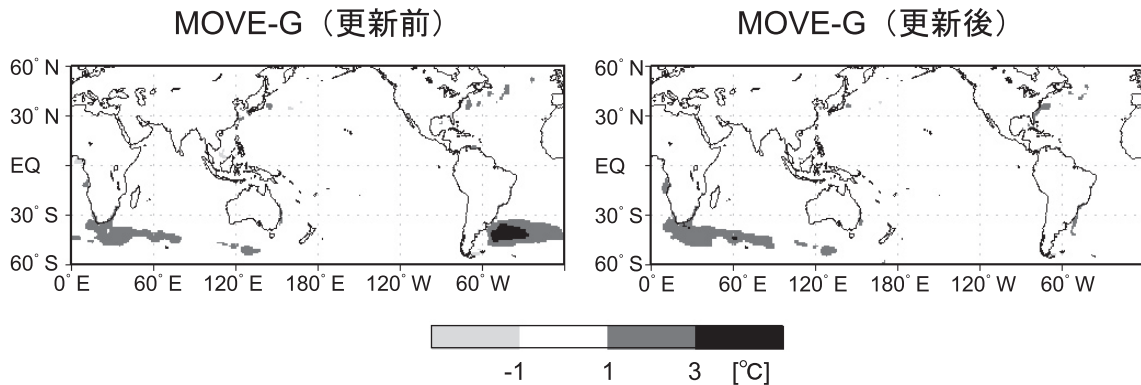 MOVE-G（更新前）
MOVE-G（更新後）
60° N
30° N
EQ
30° S
60° S
0° E 60° E 120° E 180° E 120° W 60° W
60° N
30° N
EQ
30° S
60° S
0° E 60° E 120° E 180° E 120° W 60° W
-1 1 3 [°C]